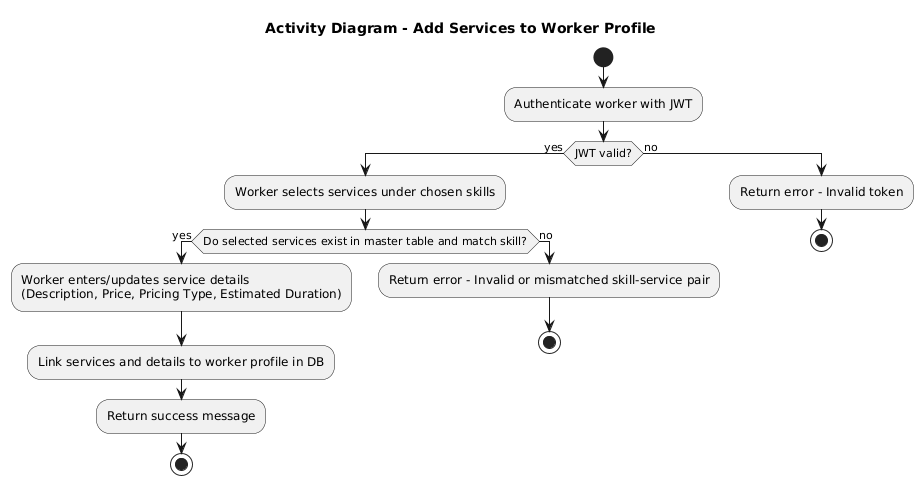 Activity Diagram - Add Services to Worker Profile
Authenticate worker with JWT
yes
JWT valid?
no
Worker selects services under chosen skills
Return error - Invalid token
yes
Do selected services exist in master table and match skill?
no
Worker enters/updates service details
(Description, Price, Pricing Type, Estimated Duration)
Return error - Invalid or mismatched skill-service pair
Link services and details to worker profile in DB
Return success message